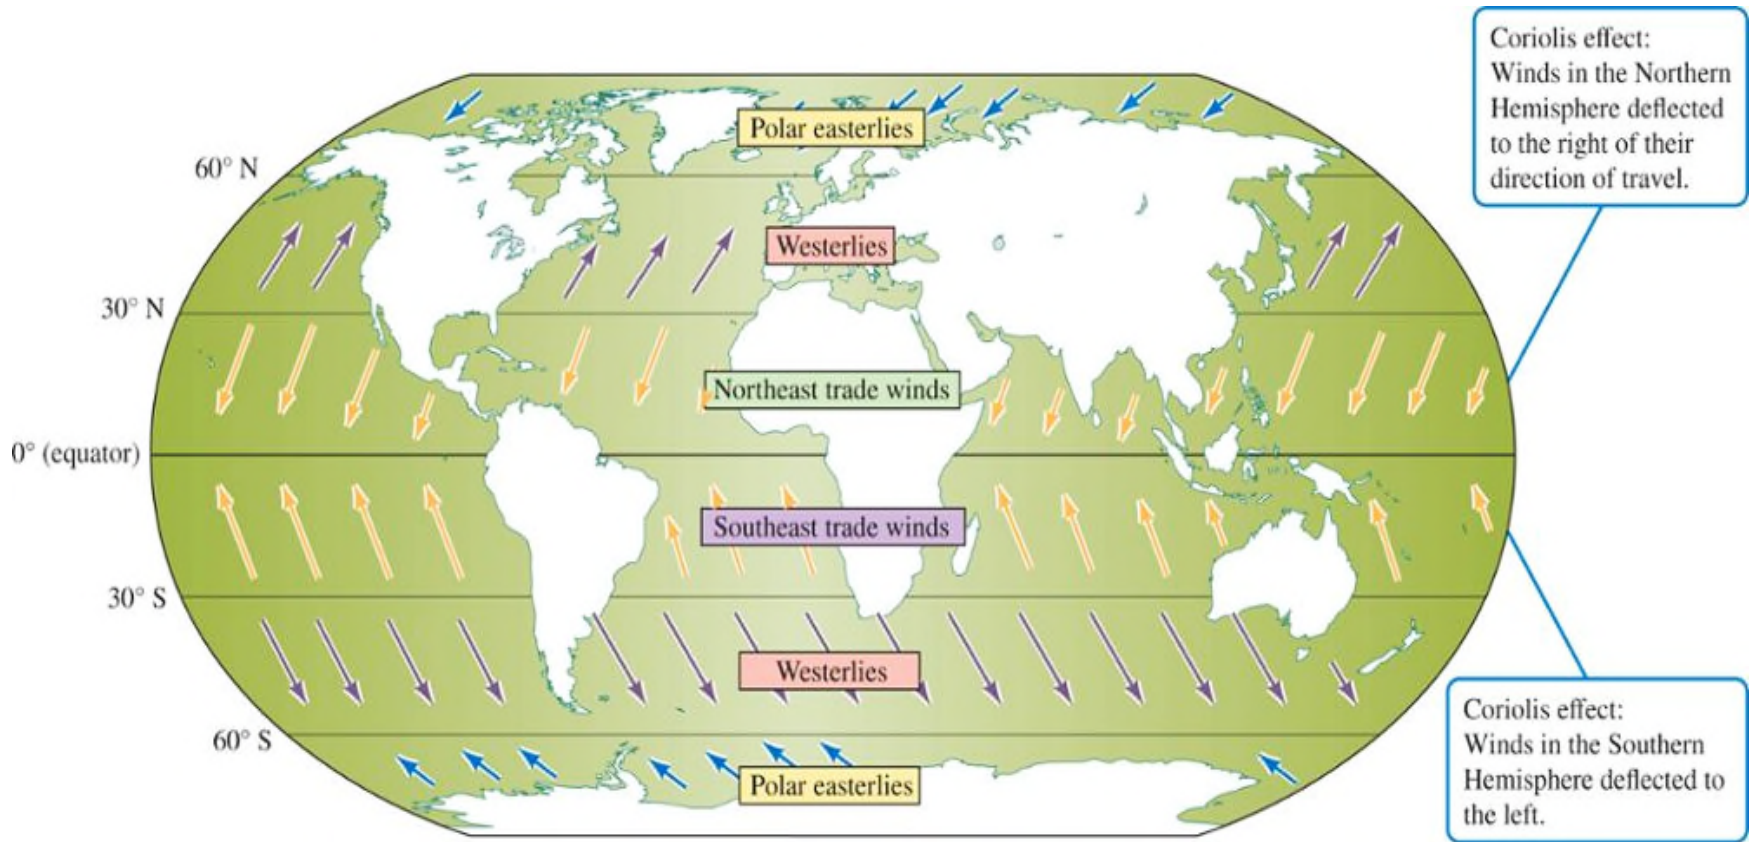 Coriolis effect:
Winds in the Northern
Hemisphere deflected
to the right of their
direction of travel.
Polar easterlies
60° N
Westerlies
30° N
Northeast trade winds
0° (equator)
Southeast trade winds
30° S
Westerlies
60° S
Polar easterlies
Coriolis effect:
Winds in the Southern
Hemisphere deflected to
the left.